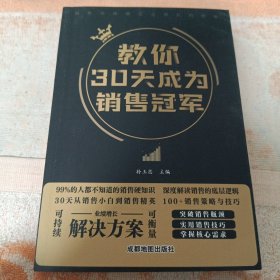 教你
30天成为
销售冠军
主编
99%的人都不知道的销售硬知识
深度解读销售的底层逻辑
30天从销售小白到销售精英
100+销售策略与技巧
可持续
业绩增长
解决方案
可衡量
突破销售瓶颈
实用销售技巧
掌握核心需求
成都地图出版社